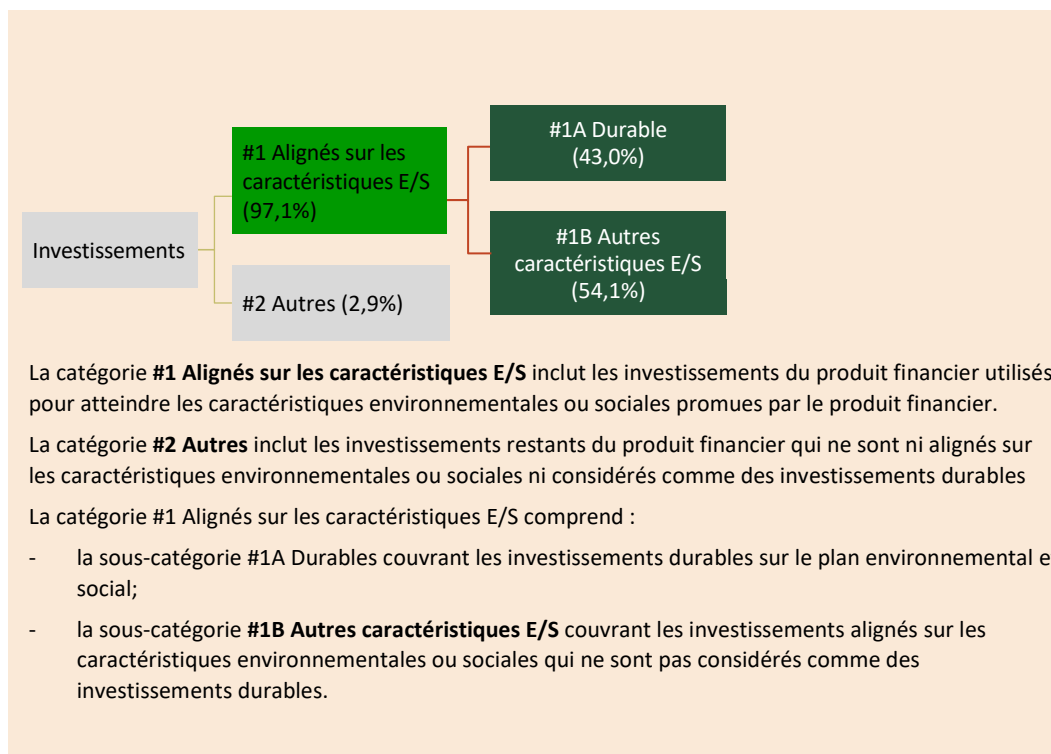 #1A Durable
(43,0%)
#1 Alignés sur les
caractéristiques E/S
(97,1%)
#1B Autres
caractéristiques E/S
(54,1%)
Investissements
#2 Autres (2,9%)
La catégorie #1 Alignés sur les caractéristiques E/S inclut les investissements du produit financier utilisés
pour atteindre les caractéristiques environnementales ou sociales promues par le produit financier.
La catégorie #2 Autres inclut les investissements restants du produit financier qui ne sont ni alignés sur
les caractéristiques environnementales ou sociales ni considérés comme des investissements durables
La catégorie #1 Alignés sur les caractéristiques E/S comprend :
- la sous-catégorie #1A Durables couvrant les investissements durables sur le plan environnemental e
social;
- la sous-catégorie #1B Autres caractéristiques E/S couvrant les investissements alignés sur les
caractéristiques environnementales ou sociales qui ne sont pas considérés comme des
investissements durables.